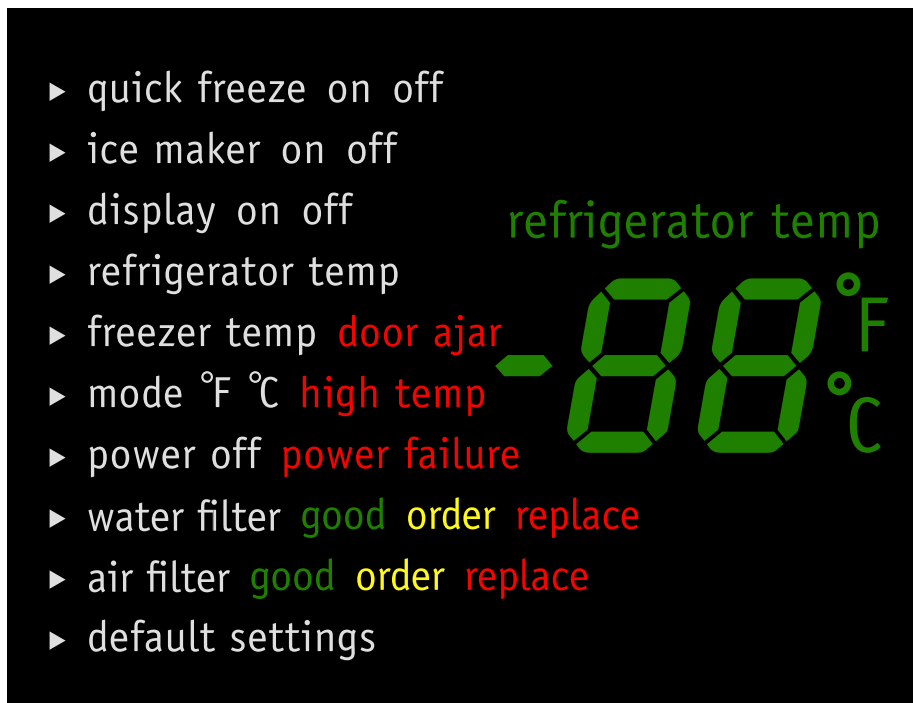 ▶ quick freeze on off
▶ ice maker on off
▶ display on off
▶ refrigerator temp
▶ freezer temp door ajar
▶ mode °F °C high temp
▶ power off power failure
▶ water filter good order replace
▶ air filter good order replace
▶ default settings
refrigerator temp
-88 °F °C